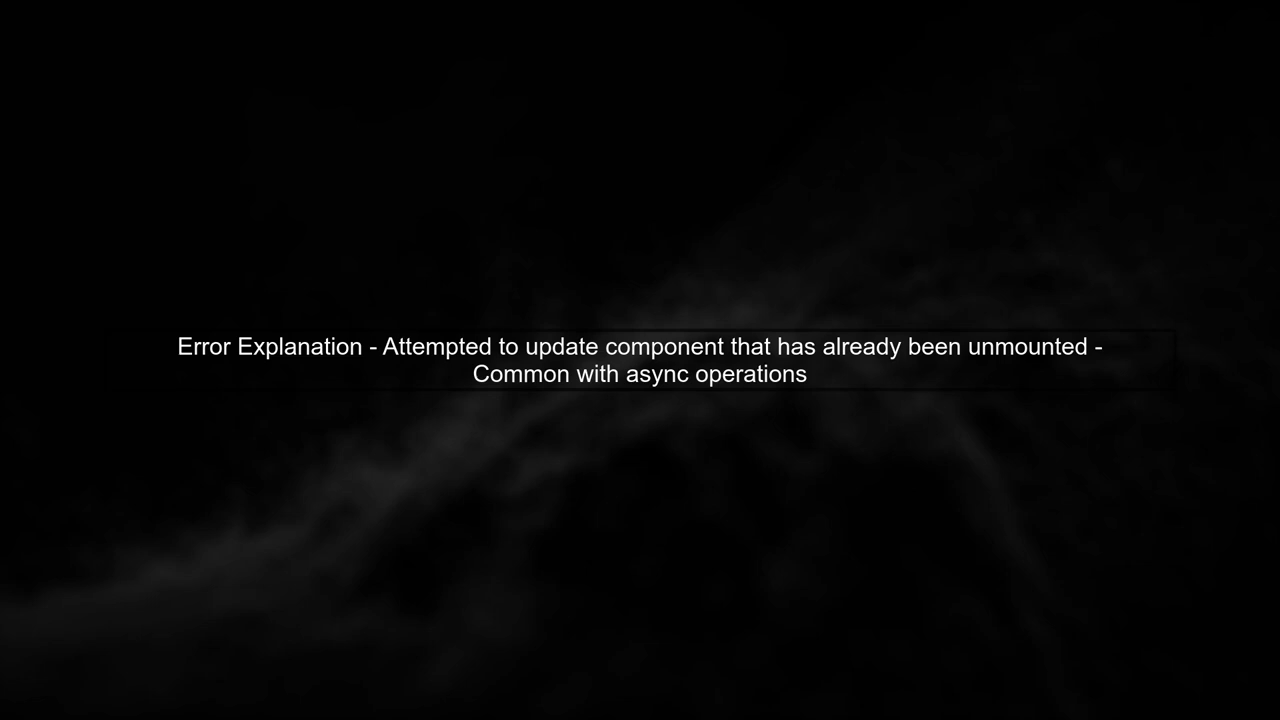 Error Explanation - Attempted to update component that has already been unmounted -
Common with async operations